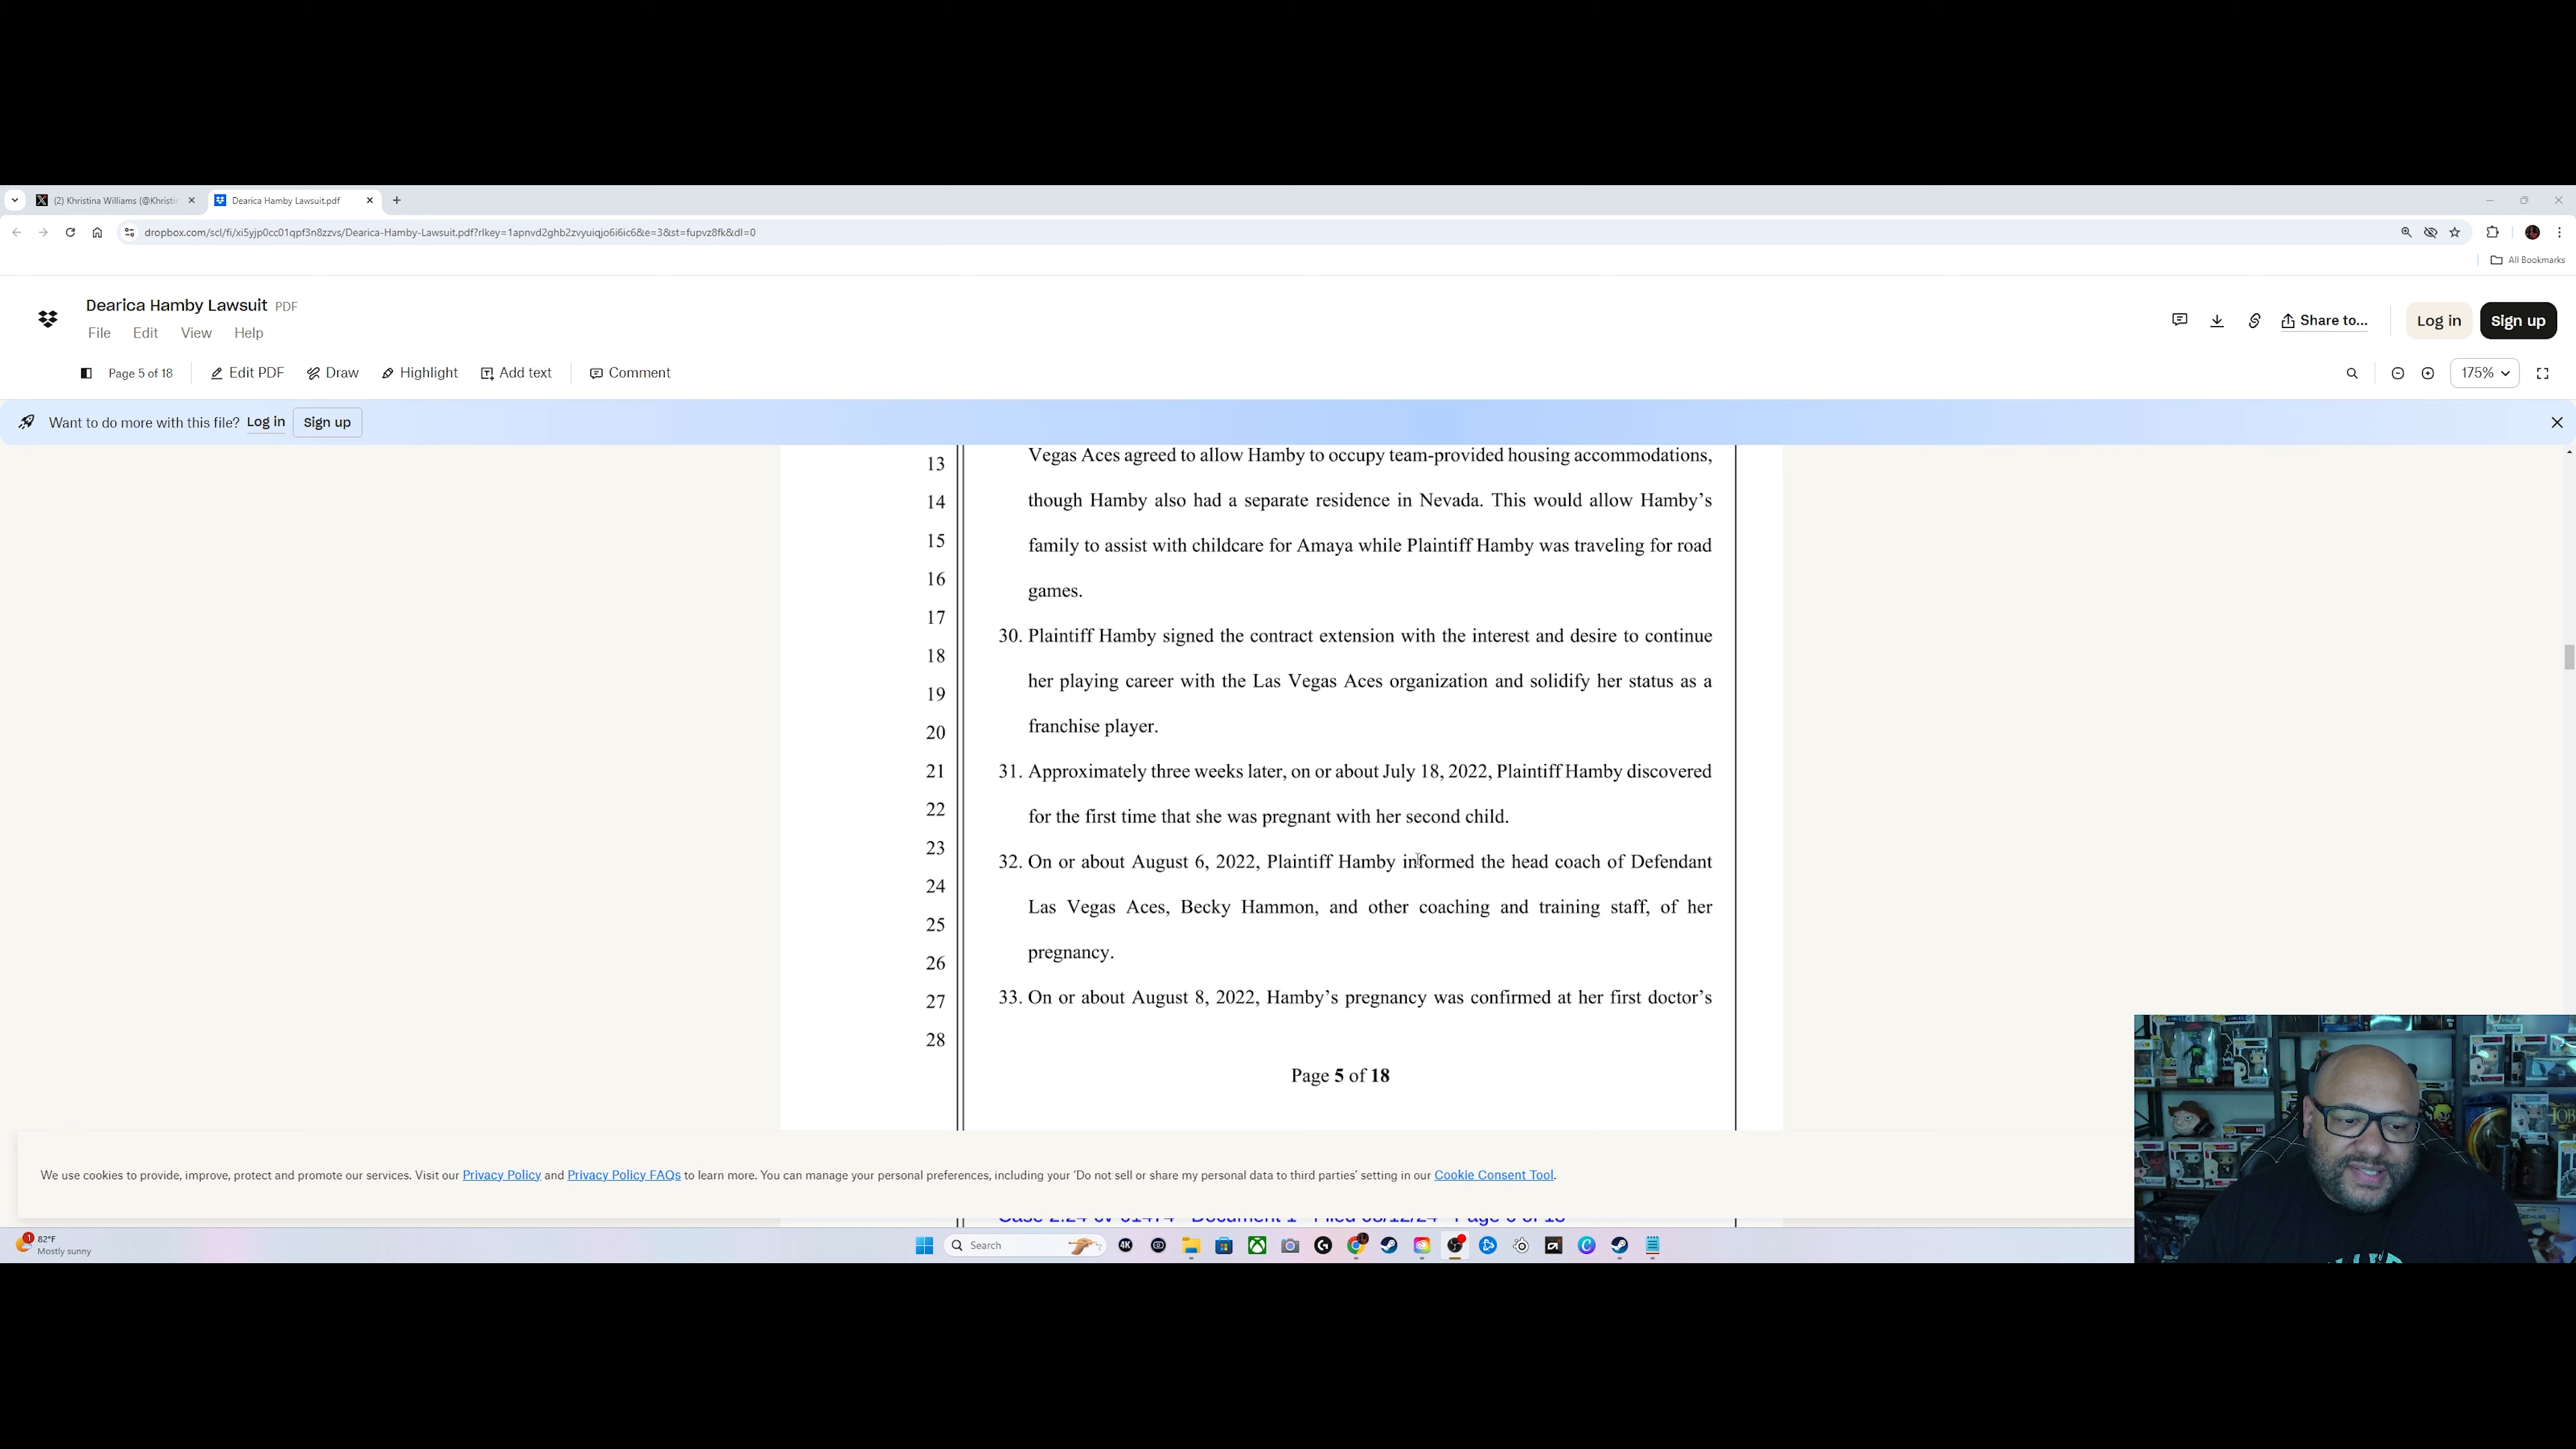 (2) Khristina Williams (@Khristin
Dearica Hamby Lawsuit.pdf
dropbox.com/scl/fi/xi5yjp0cc01qpf3n8zzvs/Dearica-Hamby-Lawsuit.pdf?rlkey=1apnvd2ghb2zvyuiqjo6i6ic6&e=3&st=fupvz8fk&dl=0
All Bookmarks
Dearica Hamby Lawsuit PDF
File Edit View Help
Share to...
Log in
Sign up
Page 5 of 18
Edit PDF
Draw
Highlight
Add text
Comment
175%
Want to do more with this file? Log in Sign up
13 Vegas Aces agreed to allow Hamby to occupy team-provided housing accommodations,
14 though Hamby also had a separate residence in Nevada. This would allow Hamby's
15 family to assist with childcare for Amaya while Plaintiff Hamby was traveling for road
16 games.
17
18 30. Plaintiff Hamby signed the contract extension with the interest and desire to continue
19 her playing career with the Las Vegas Aces organization and solidify her status as a
20 franchise player.
21 31. Approximately three weeks later, on or about July 18, 2022, Plaintiff Hamby discovered
22 for the first time that she was pregnant with her second child.
23 32. On or about August 6, 2022, Plaintiff Hamby informed the head coach of Defendant
24
25 Las Vegas Aces, Becky Hammon, and other coaching and training staff, of her
26 pregnancy.
27 33. On or about August 8, 2022, Hamby's pregnancy was confirmed at her first doctor's
28
Page 5 of 18
We use cookies to provide, improve, protect and promote our services. Visit our Privacy Policy and Privacy Policy FAQs to learn more. You can manage your personal preferences, including your 'Do not sell or share my personal data to third parties' setting in our Cookie Consent Tool.
1
82°F
Mostly sunny
Search
4K